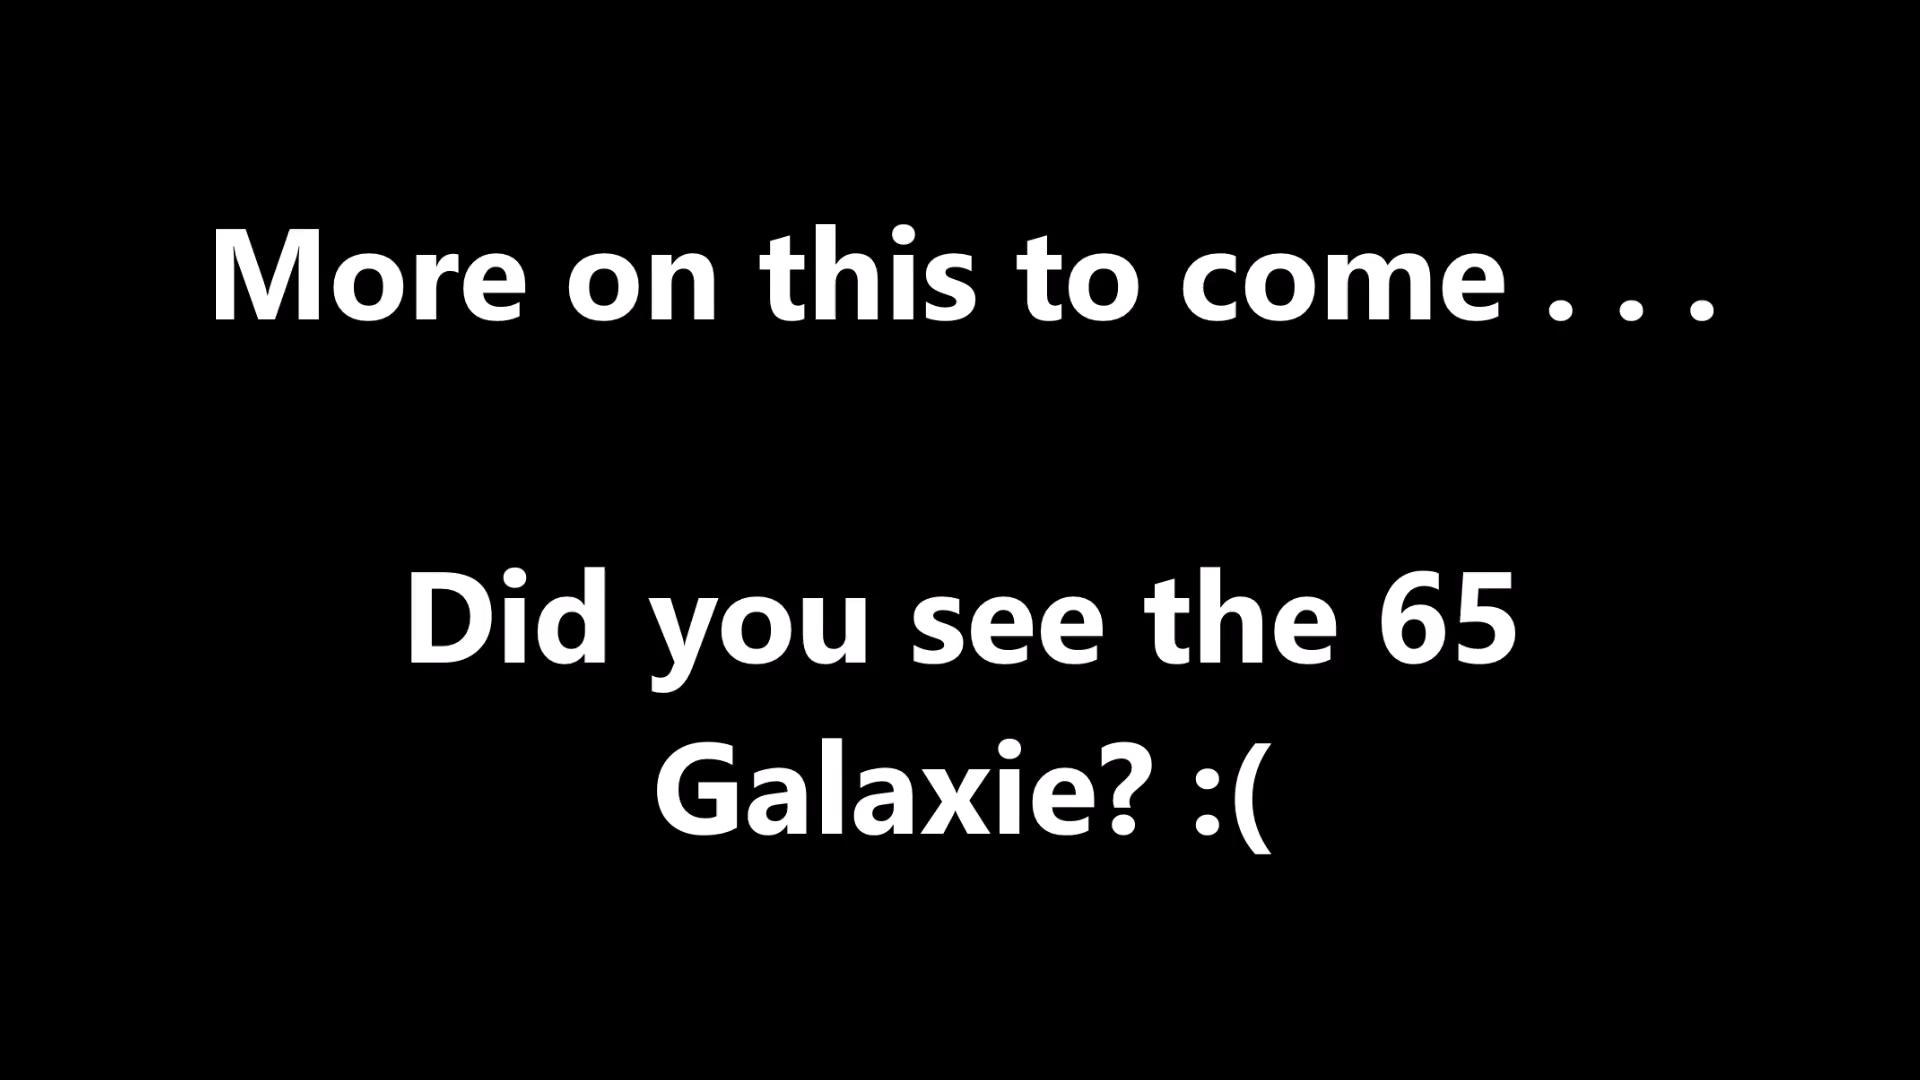 More on this to come . . .
Did you see the 65
Galaxie? :(